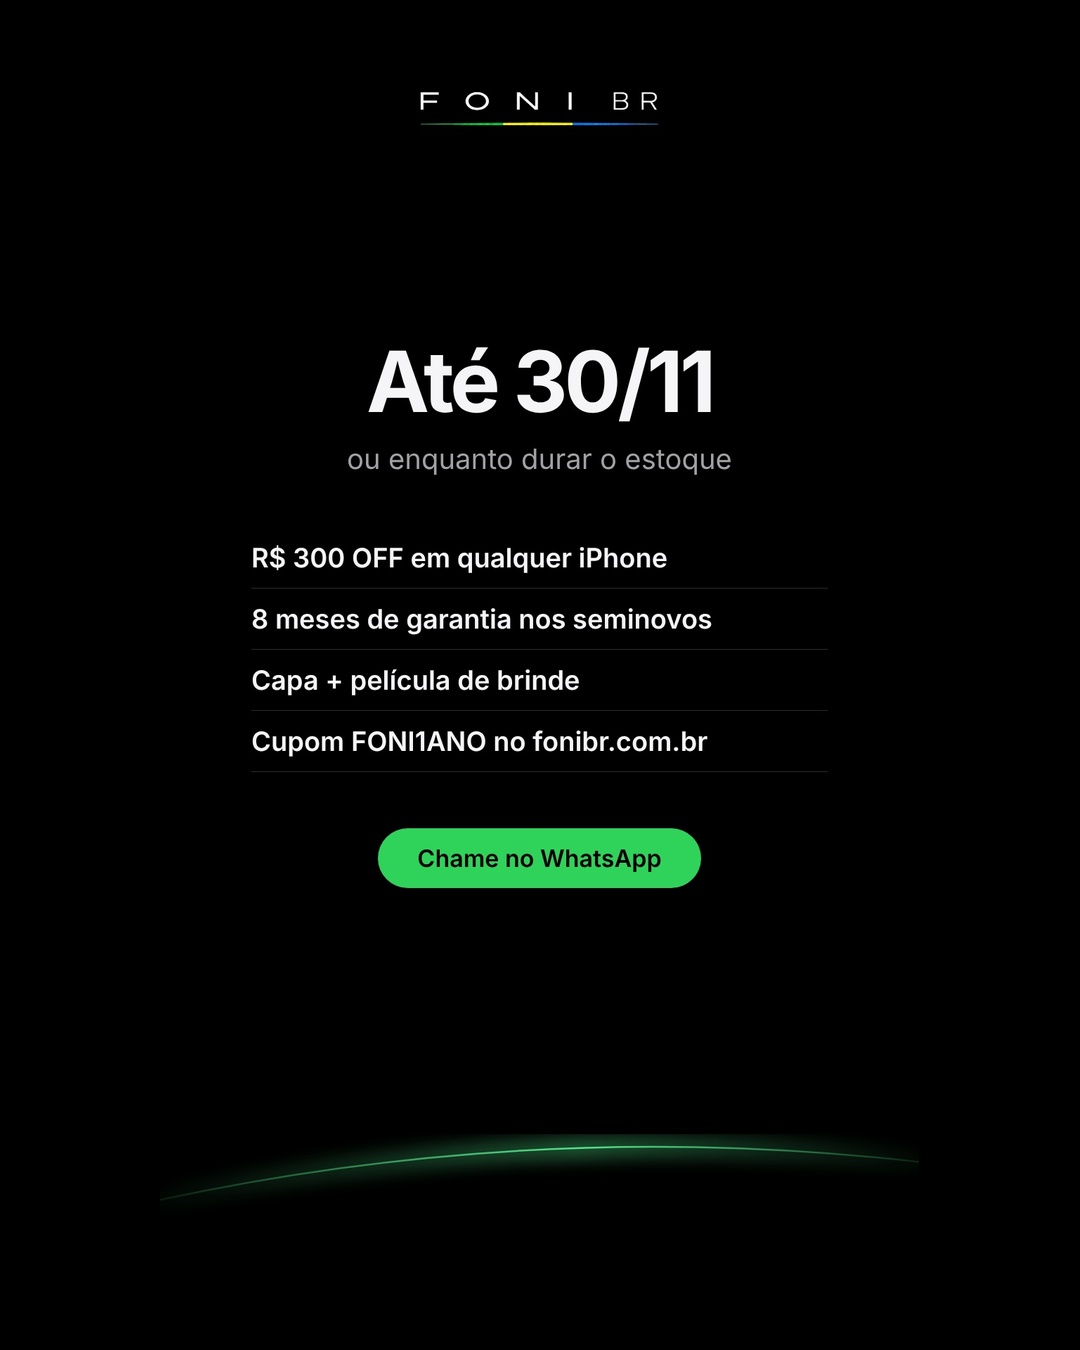 FONI BR
Até 30/11
ou enquanto durar o estoque
R$ 300 OFF em qualquer iPhone
8 meses de garantia nos seminovos
Capa + película de brinde
Cupom FONI1ANO no fonibr.com.br
Chame no WhatsApp